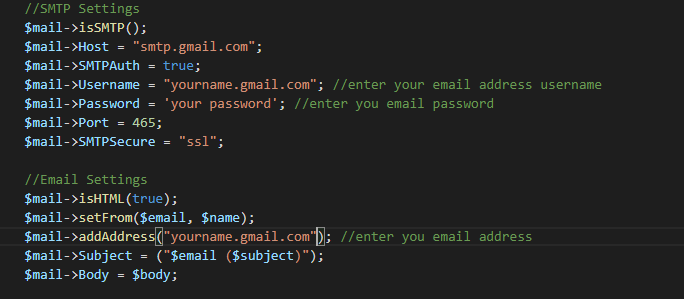 //SMTP Settings
$mail->isSMTP();
$mail->Host = "smtp.gmail.com";
$mail->SMTPAuth = true;
$mail->Username = "yourname.gmail.com"; //enter your email address username
$mail->Password = 'your password'; //enter you email password
$mail->Port = 465;
$mail->SMTPSecure = "ssl";
//Email Settings
$mail->isHTML(true);
$mail->setFrom($email, $name);
$mail->addAddress("yourname.gmail.com"); //enter you email address
$mail->Subject = ("$email ($subject)");
$mail->Body = $body;